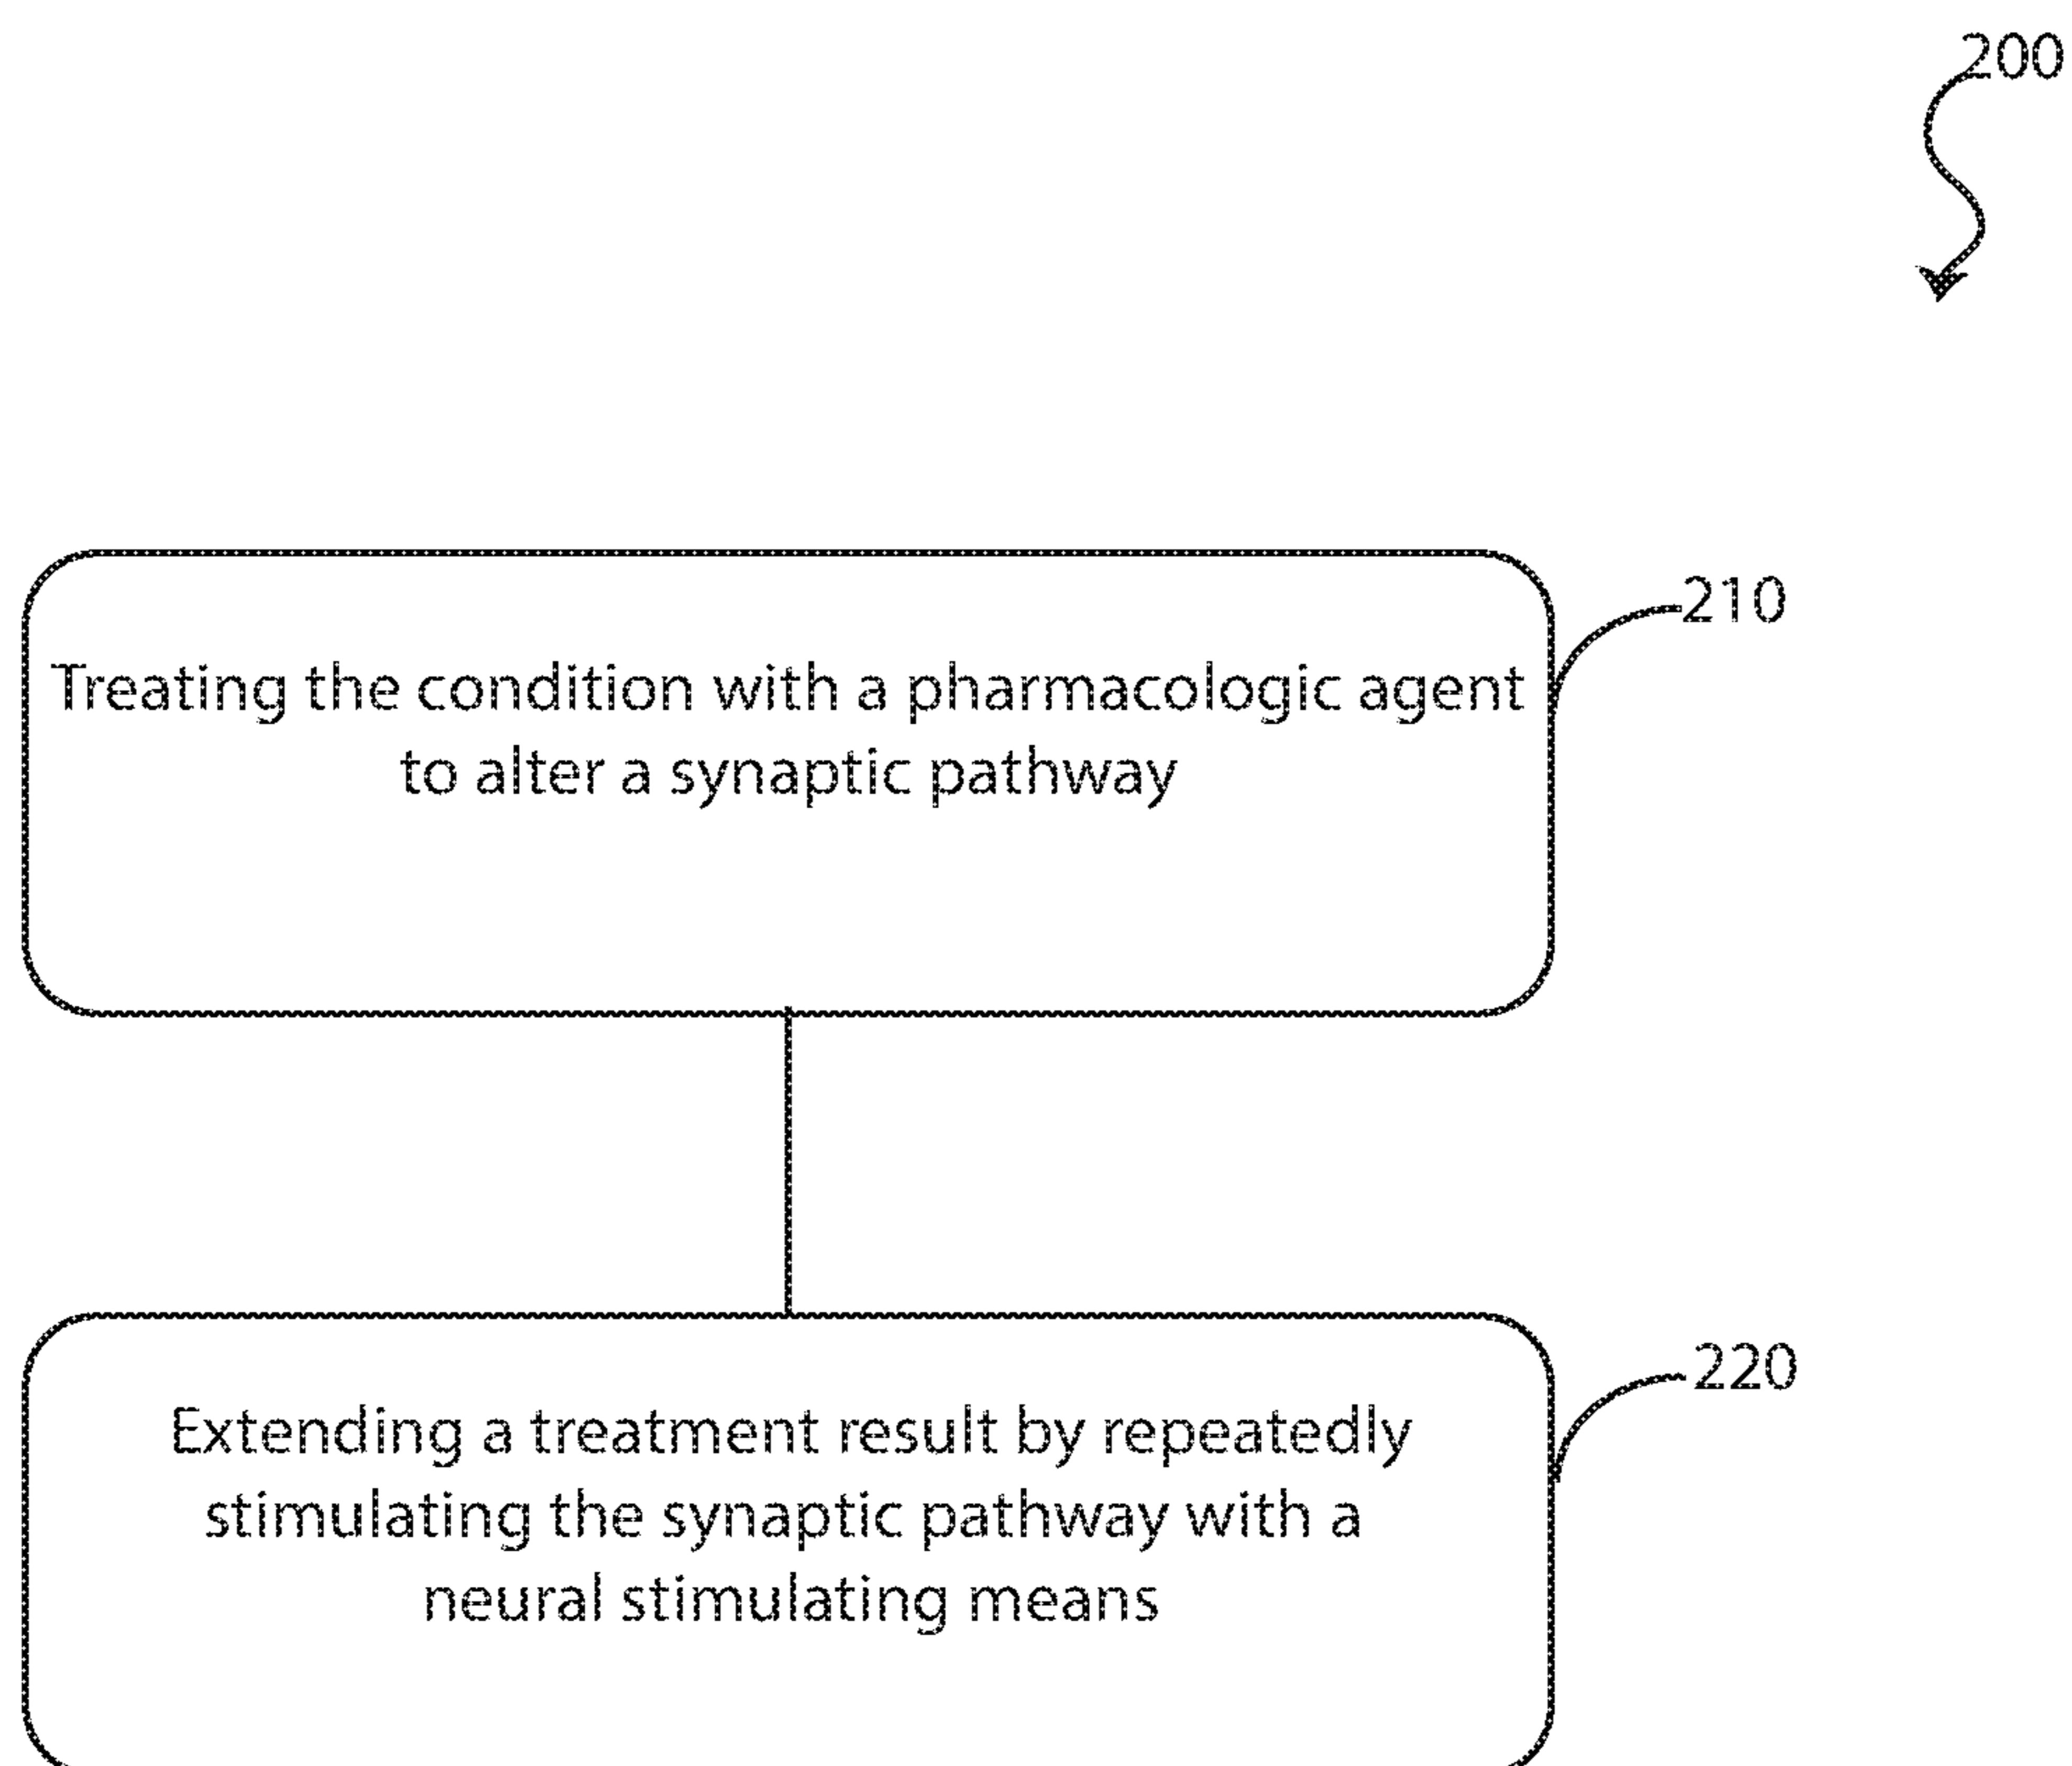 200
210
Treating the condition with a pharmacologic agent
to alter a synaptic pathway
220
Extending a treatment result by repeatedly
stimulating the synaptic pathway with a
neural stimulating means